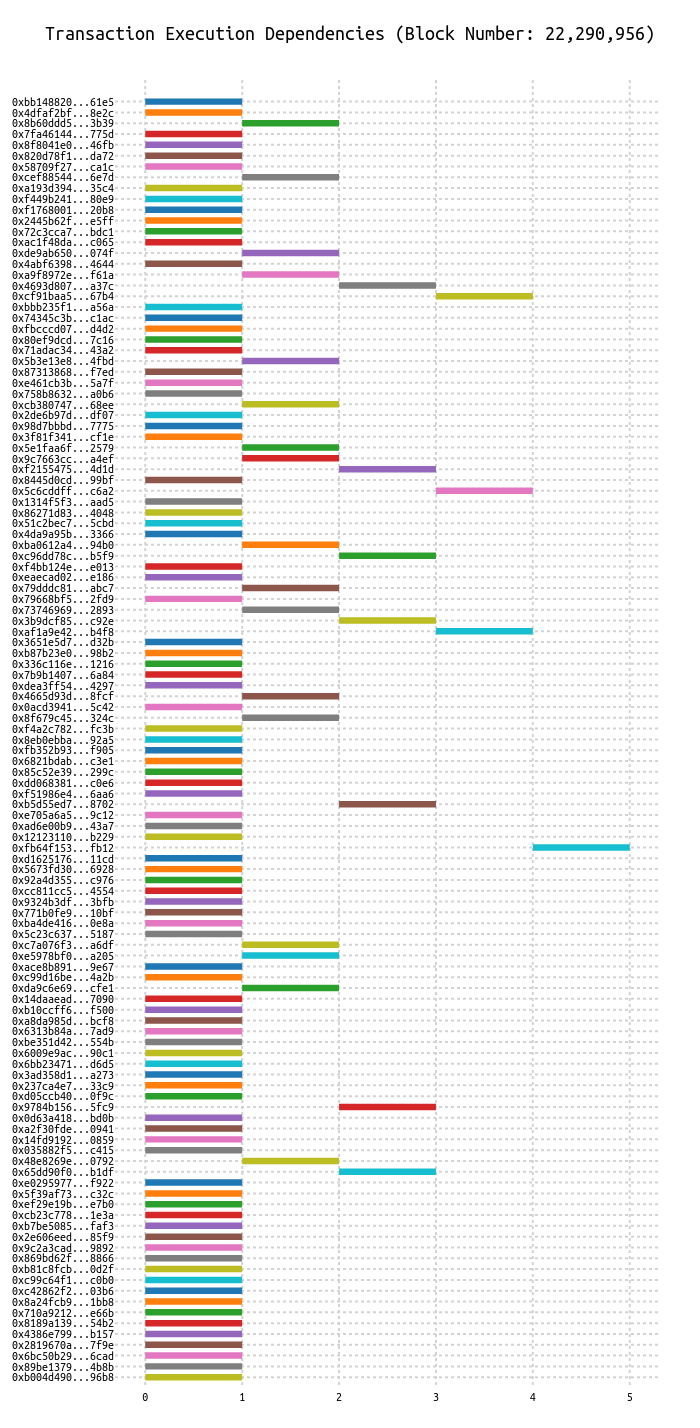 Transaction Execution Dependencies (Block Number: 22,290,956)
0xbb148820...61e5
0x4dfaf2bf...8e2c
0x8b60ddd5...3b39
0x7fa46144...775d
0x8f8041e0...46fb
0x820d78f1...da72
0x58709f27...ca1c
0xcef88544...6e7d
0xa193d394...35c4
0xf449b241...80e9
0xf1768001...20b8
0x2445b62f...e5ff
0x72c3cca7...bdc1
0xac1f48da...c065
0xde9ab650...074f
0x4abf6398...4644
0xa9f8972e...f61a
0x4693d807...a37c
0xcf91baa5...67b4
0xbbb235f1...a56a
0x74345c3b...c1ac
0xfbcccd07...d4d2
0x80ef9dcd...7c16
0x71adac34...43a2
0x5b3e13e8...4fbd
0x87313868...f7ed
0xe461cb3b...5a7f
0x758b8632...a0b6
0xcb380747...68ee
0x2de6b97d...df07
0x98d7bbbd...7775
0x3f81f341...cf1e
0x5e1faa6f...2579
0x9c7663cc...a4ef
0xf2155475...4d1d
0x8445d0cd...99bf
0x5c6cddff...c6a2
0x1314f5f3...aad5
0x86271d83...4048
0x51c2bec7...5cbd
0x4da9a95b...3366
0xba0612a4...94b0
0xc96dd78c...b5f9
0xf4bb124e...e013
0xeaecad02...e186
0x79dddc81...abc7
0x79668bf5...2fd9
0x73746969...2893
0x3b9dcf85...c92e
0xaf1a9e42...b4f8
0x3651e5d7...d32b
0xb87b23e0...98b2
0x336c116e...1216
0x7b9b1407...6a84
0xdea3ff54...4297
0x4665d93d...8fcf
0x0acd3941...5c42
0x8f679c45...324c
0xf4a2c782...fc3b
0x8eb0ebba...92a5
0xfb352b93...f905
0x6821bdab...c3e1
0x85c52e39...299c
0xdd068381...c0e6
0xf51986e4...6aa6
0xb5d55ed7...8702
0xe705a6a5...9c12
0xad6e00b9...43a7
0x12123110...b229
0xfb64f153...fb12
0xd1625176...11cd
0x5673fd30...6928
0x92a4d355...c976
0xcc811cc5...4554
0x9324b3df...3bfb
0x771b0fe9...10bf
0xba4de416...0e8a
0x5c23c637...5187
0xc7a076f3...a6df
0xe5978bf0...a205
0xace8b891...9e67
0xc99d16be...4a2b
0xda9c6e69...cfe1
0x14daaead...7090
0xb10ccff6...f500
0xa8da985d...bcf8
0x6313b84a...7ad9
0xbe351d42...554b
0x6009e9ac...90c1
0x6bb23471...d6d5
0x3ad358d1...a273
0x237ca4e7...33c9
0xd05ccb40...0f9c
0x9784b156...5fc9
0x0d63a418...bd0b
0xa2f30fde...0941
0x14fd9192...0859
0x035882f5...c415
0x48e8269e...0792
0x65dd90f0...b1df
0xe0295977...f922
0x5f39af73...c32c
0xef29e19b...e7b0
0xcb23c778...1e3a
0xb7be5085...faf3
0x2e606eed...85f9
0x9c2a3cad...9892
0x869bd62f...8866
0xb81c8fcb...0d2f
0xc99c64f1...c0b0
0xc42862f2...03b6
0x8a24fcb9...1bb8
0x710a9212...e66b
0x8189a139...54b2
0x4386e799...b157
0x2819670a...7f9e
0x6bc50b29...6cad
0x89be1379...4b8b
0xb004d490...96b8
0 1 2 3 4 5